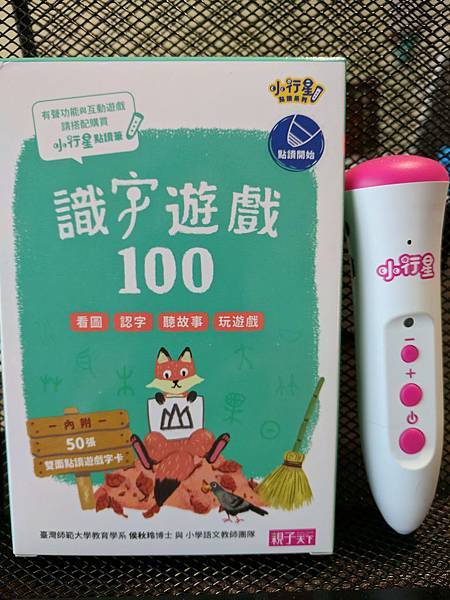 小行星
點讀系列
有聲功能與互動遊戲
請搭配購買
小行星點讀筆
點讀開始
識字遊戲
100
看圖 認字 聽故事 玩遊戲
內附
50張
雙面點讀遊戲字卡
臺灣師範大學教育學系 侯秋玲博士 與 小學語文教師團隊
親子天下
小行星